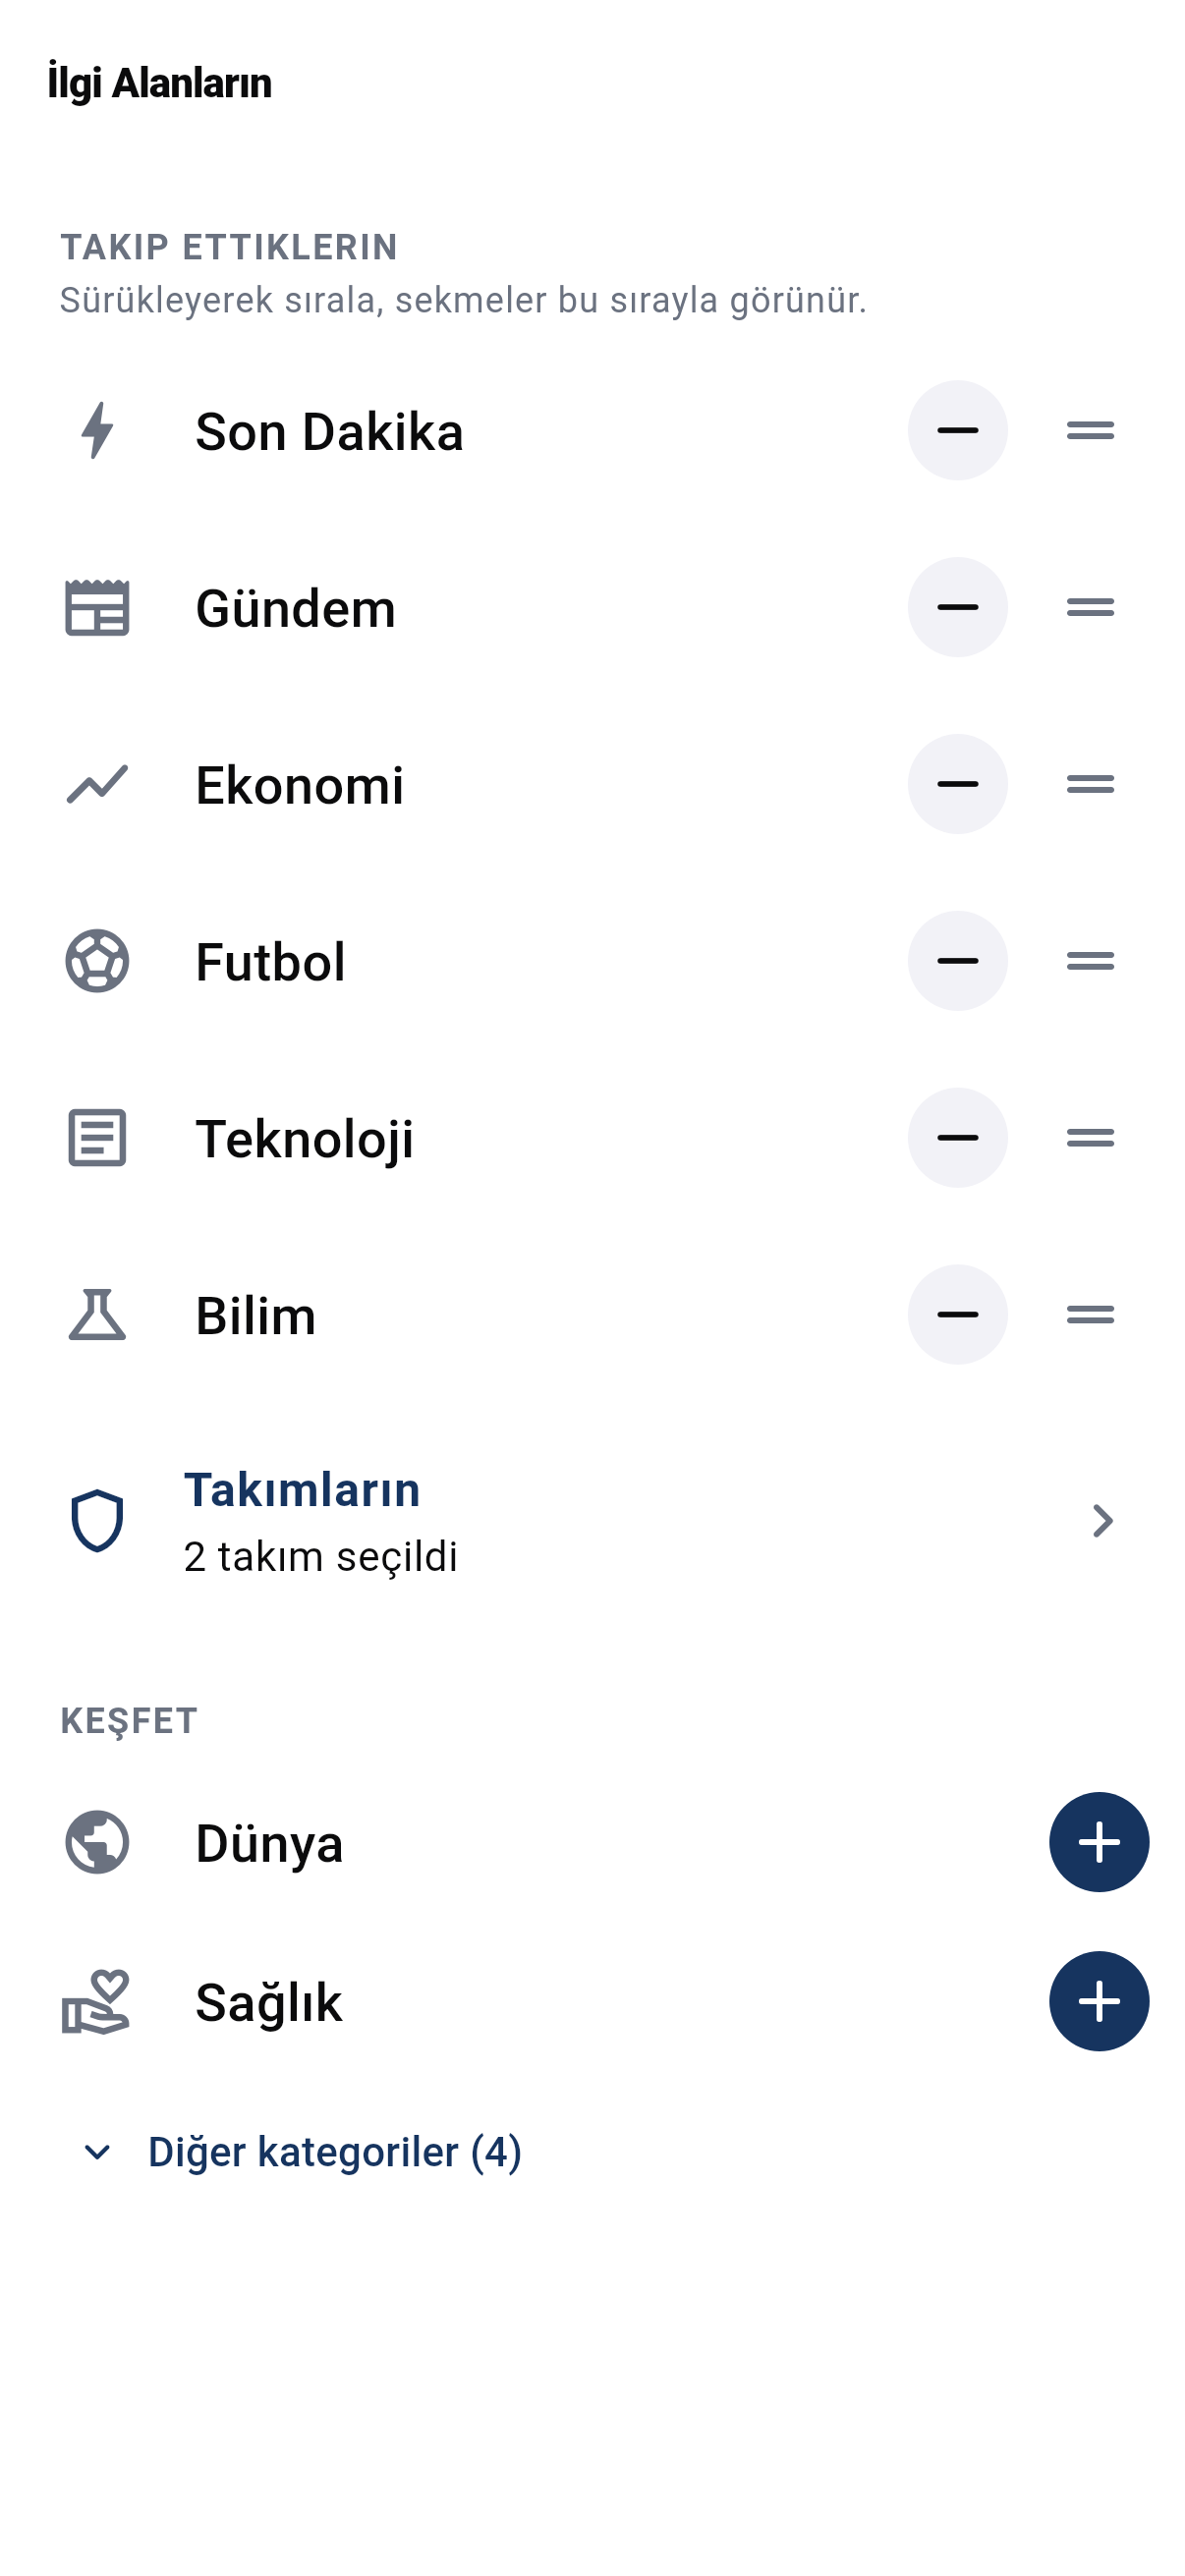 İlgi Alanların
TAKIP ETTIKLERIN
Sürükleyerek sırala, sekmeler bu sırayla görünür.
Son Dakika
Gündem
Ekonomi
Futbol
Teknoloji
Bilim
Takımların
2 takım seçildi
KEŞFET
Dünya
Sağlık
Diğer kategoriler (4)